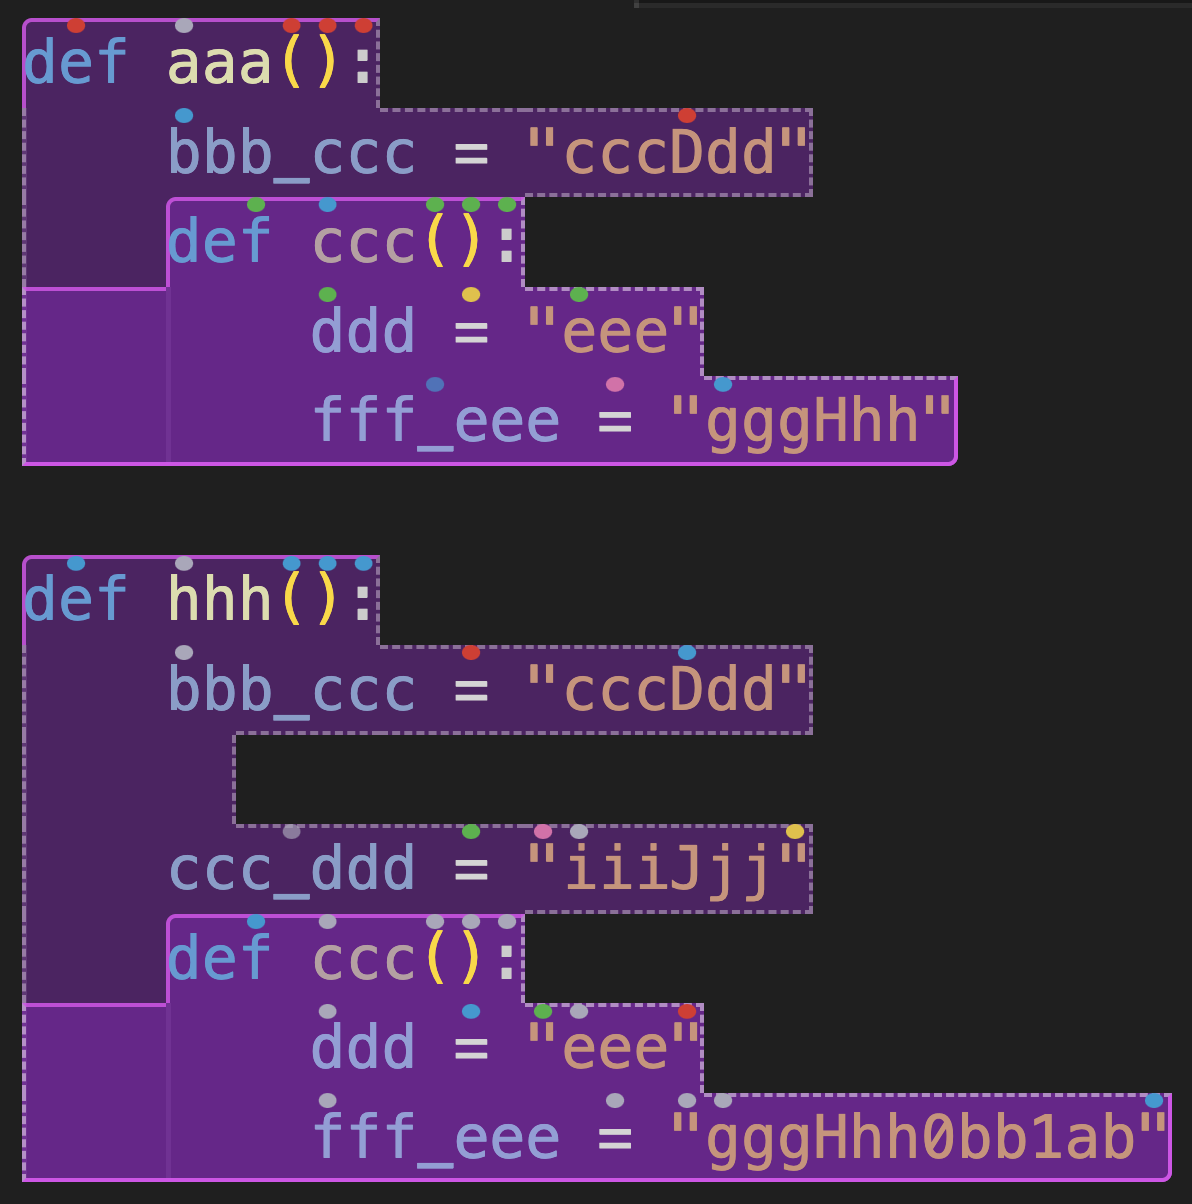 def aaa():
    bbb_ccc = "cccDdd"
    def ccc():
        ddd = "eee"
        fff_eee = "gggHhh"
def hhh():
    bbb_ccc = "cccDdd"
    ccc_ddd = "iiiJjj"
    def ccc():
        ddd = "eee"
        fff_eee = "gggHhh0bb1ab"